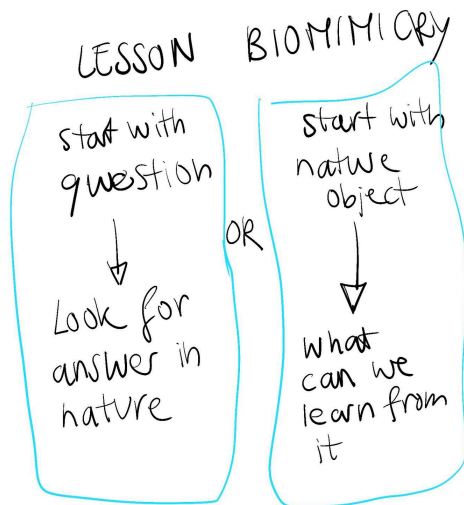 LESSON BIOMIMICRY
start with
question
Look for
answer in
nature
OR
start with
nature
object
what
can we
learn from
it